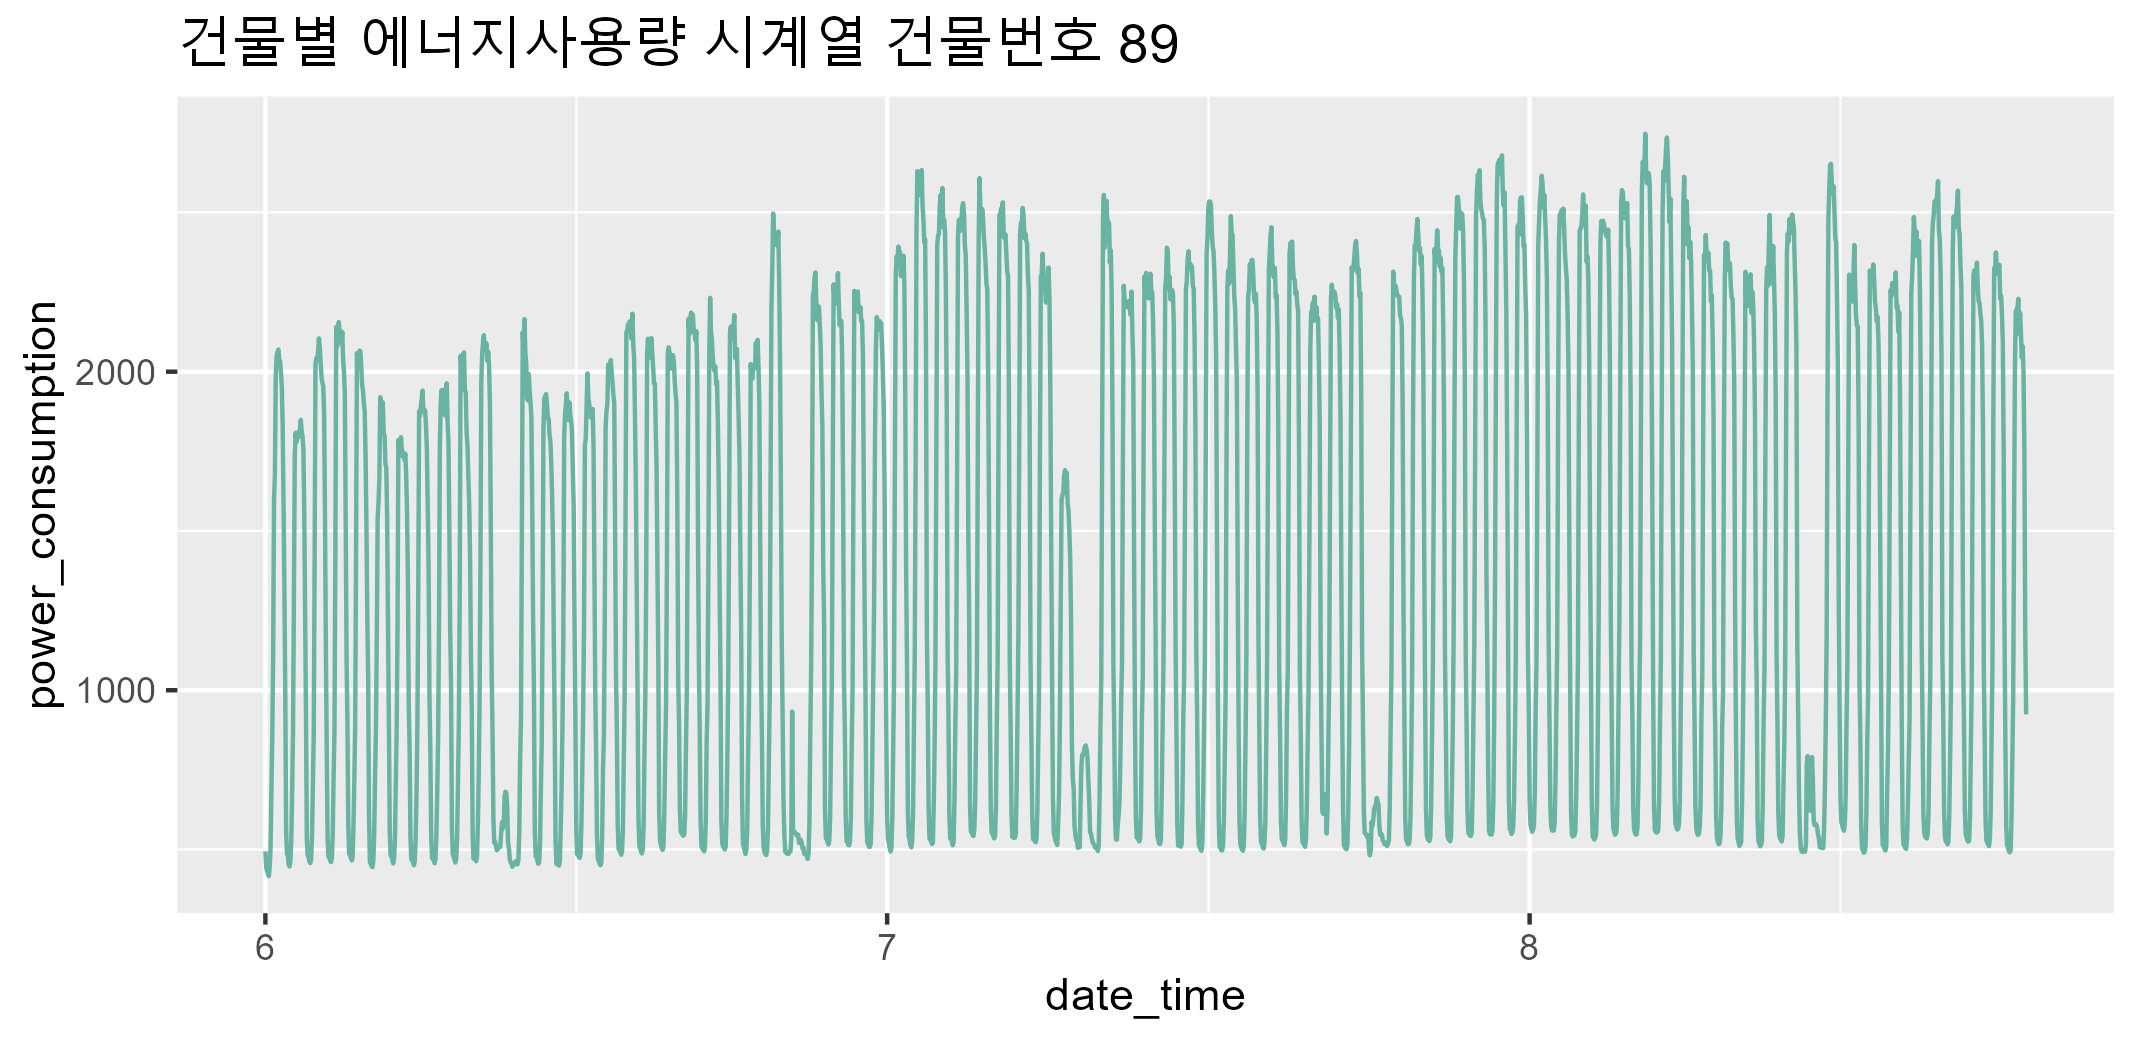 건물별 에너지사용량 시계열 건물번호 89
power_consumption
2000
1000
6 7 8
date_time